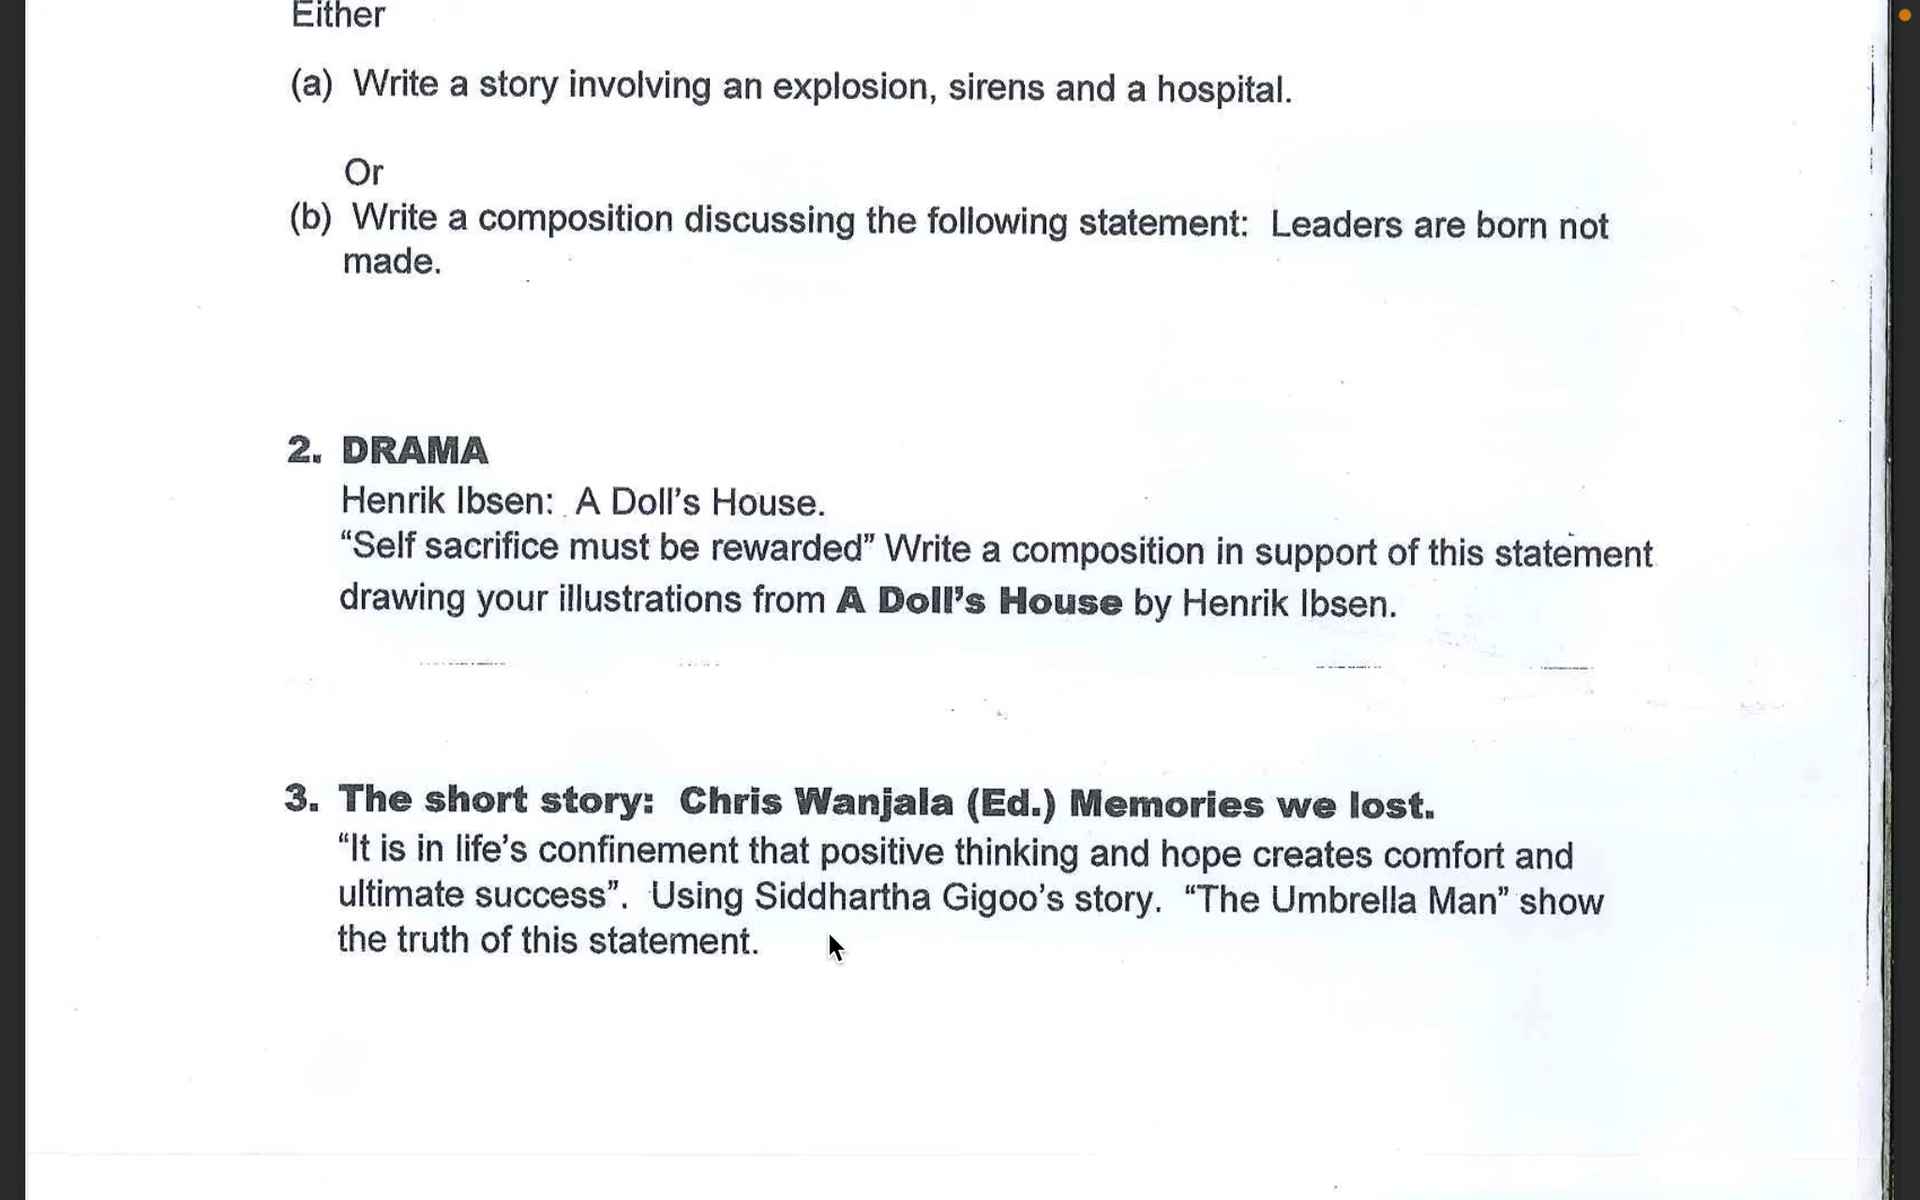 Either
(a) Write a story involving an explosion, sirens and a hospital.
Or
(b) Write a composition discussing the following statement: Leaders are born not
made.
2. DRAMA
Henrik Ibsen: A Doll's House.
“Self sacrifice must be rewarded” Write a composition in support of this statement
drawing your illustrations from A Doll's House by Henrik Ibsen.
3. The short story: Chris Wanjala (Ed.) Memories we lost.
“It is in life's confinement that positive thinking and hope creates comfort and
ultimate success”. Using Siddhartha Gigoo's story. “The Umbrella Man” show
the truth of this statement.